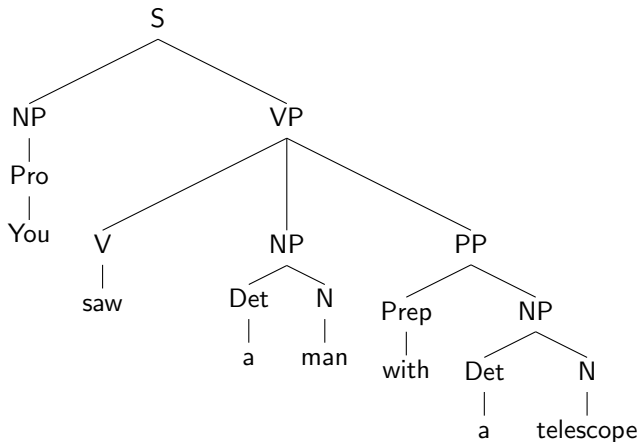 S
NP VP
Pro
You V NP PP
saw Det N Prep NP
a man with Det N
a telescope